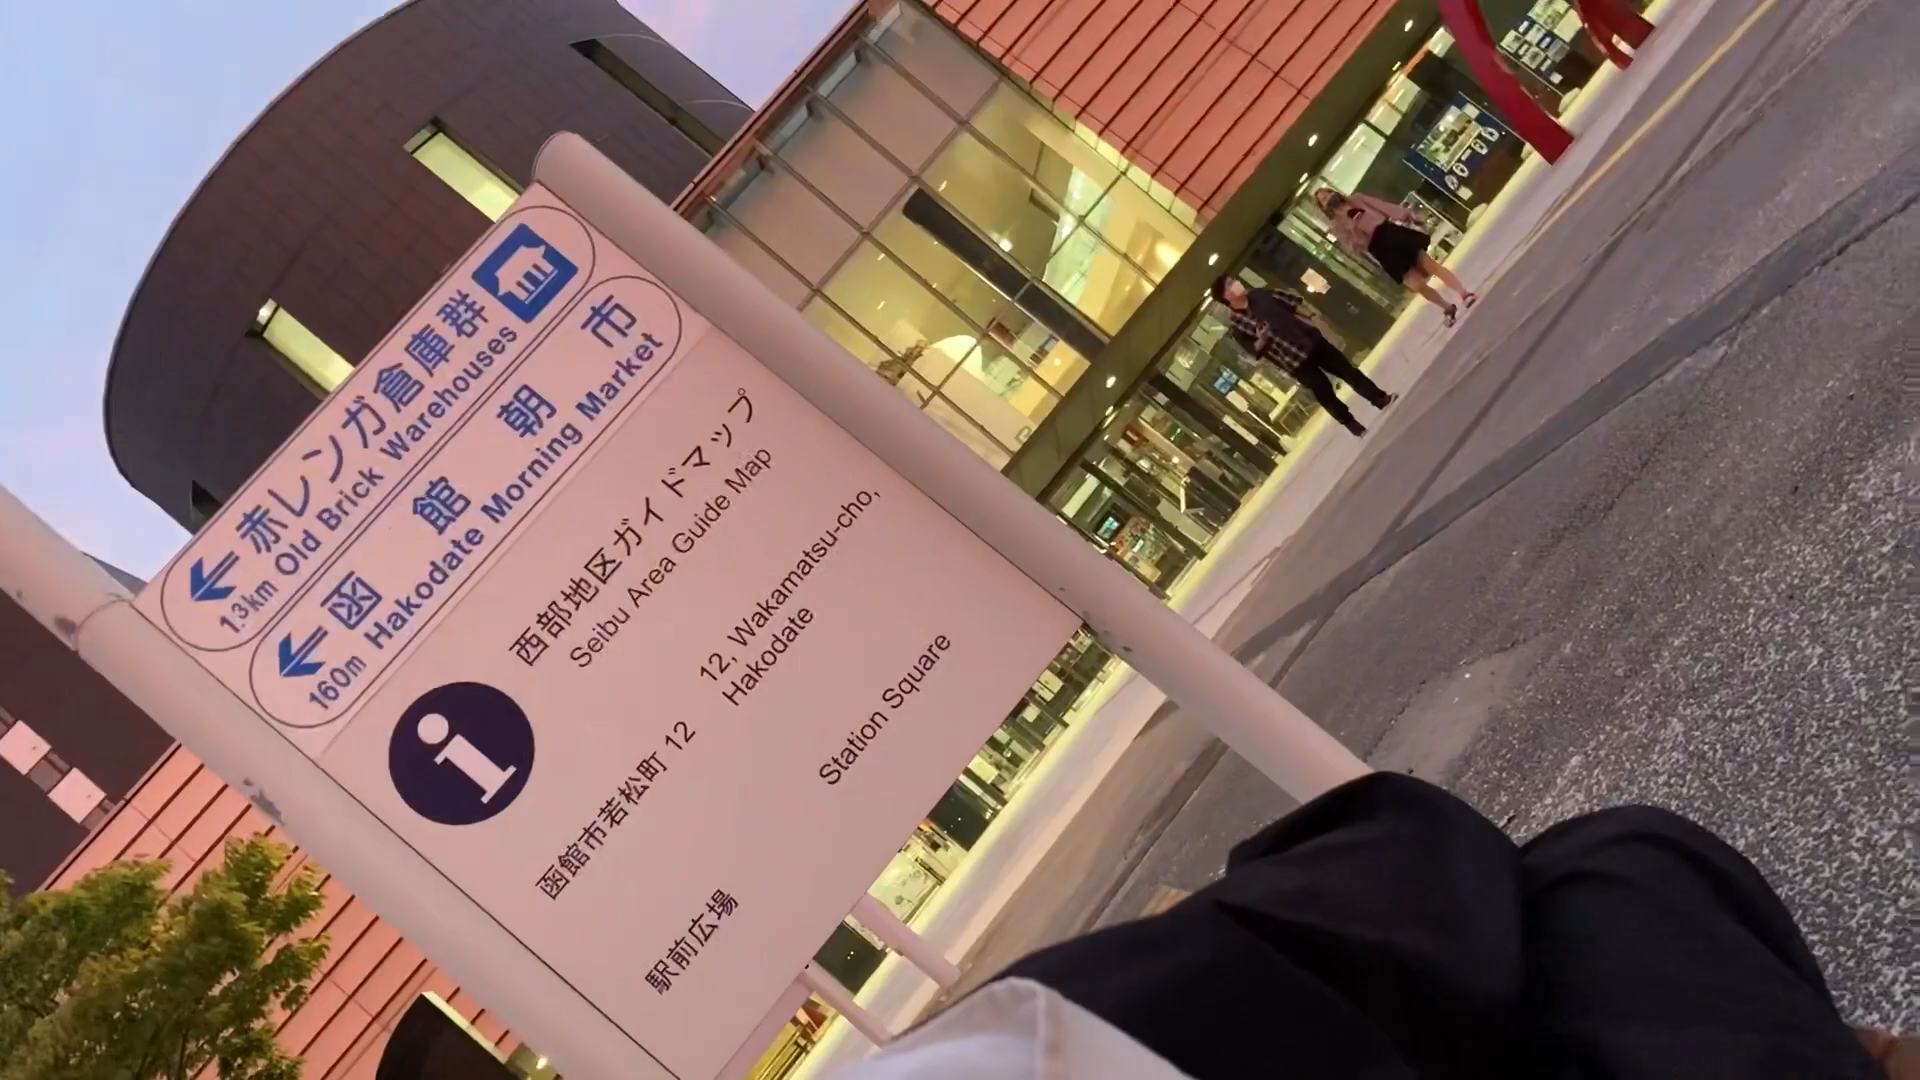 赤レンガ倉庫群
1.3km Old Brick Warehouses
函館朝市
160m Hakodate Morning Market
西部地区ガイドマップ
Seibu Area Guide Map
函館市若松町 12
12, Wakamatsu-cho,
Hakodate
駅前広場
Station Square